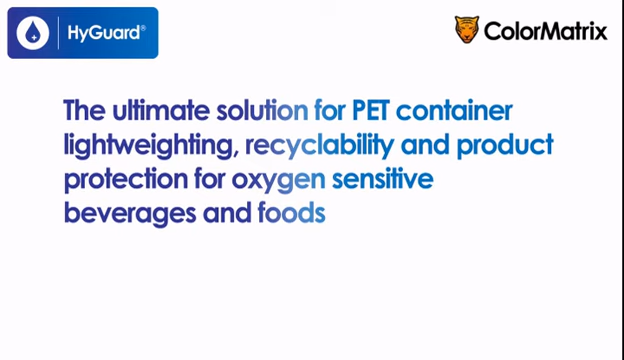 HyGuard®
ColorMatrix
The ultimate solution for PET container
lightweighting, recyclability and product
protection for oxygen sensitive
beverages and foods